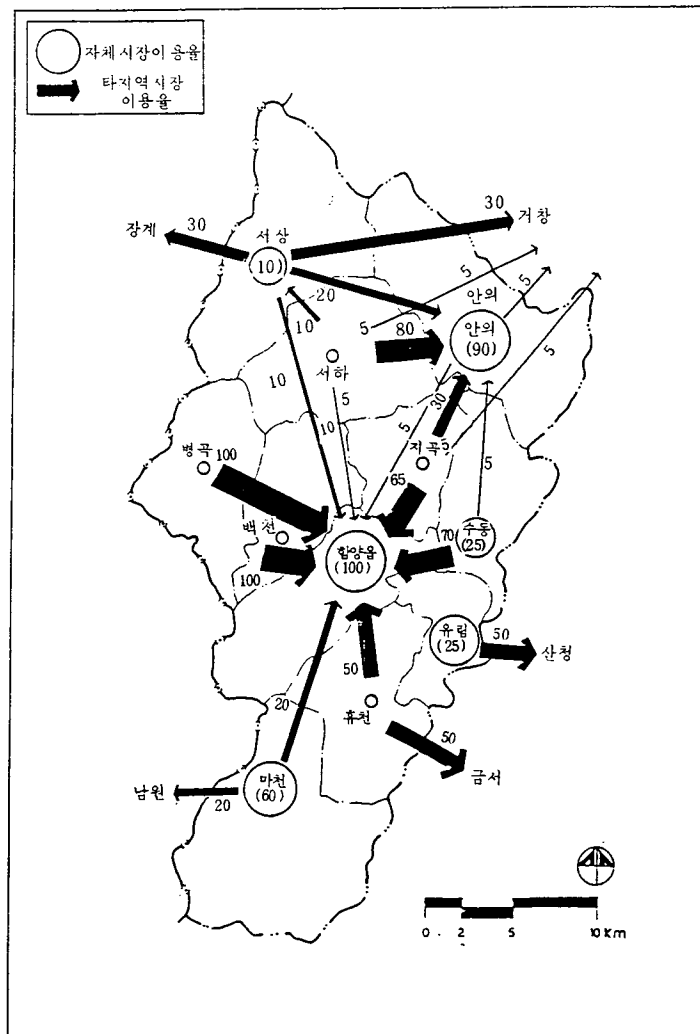 자체 시장이용율
타지역 시장
이용율
30
거창
장계
30
서상
(10)
5
20
5
안의
10
5
80
안의
(90)
5
서하
10
5
30
10
5
지곡
병곡
100
65
5
백천
수동
(25)
70
함양읍
(100)
100
유림
(25)
50
산청
50
20
휴천
50
금서
마천
(60)
남원
20
0
2
5
10 Km